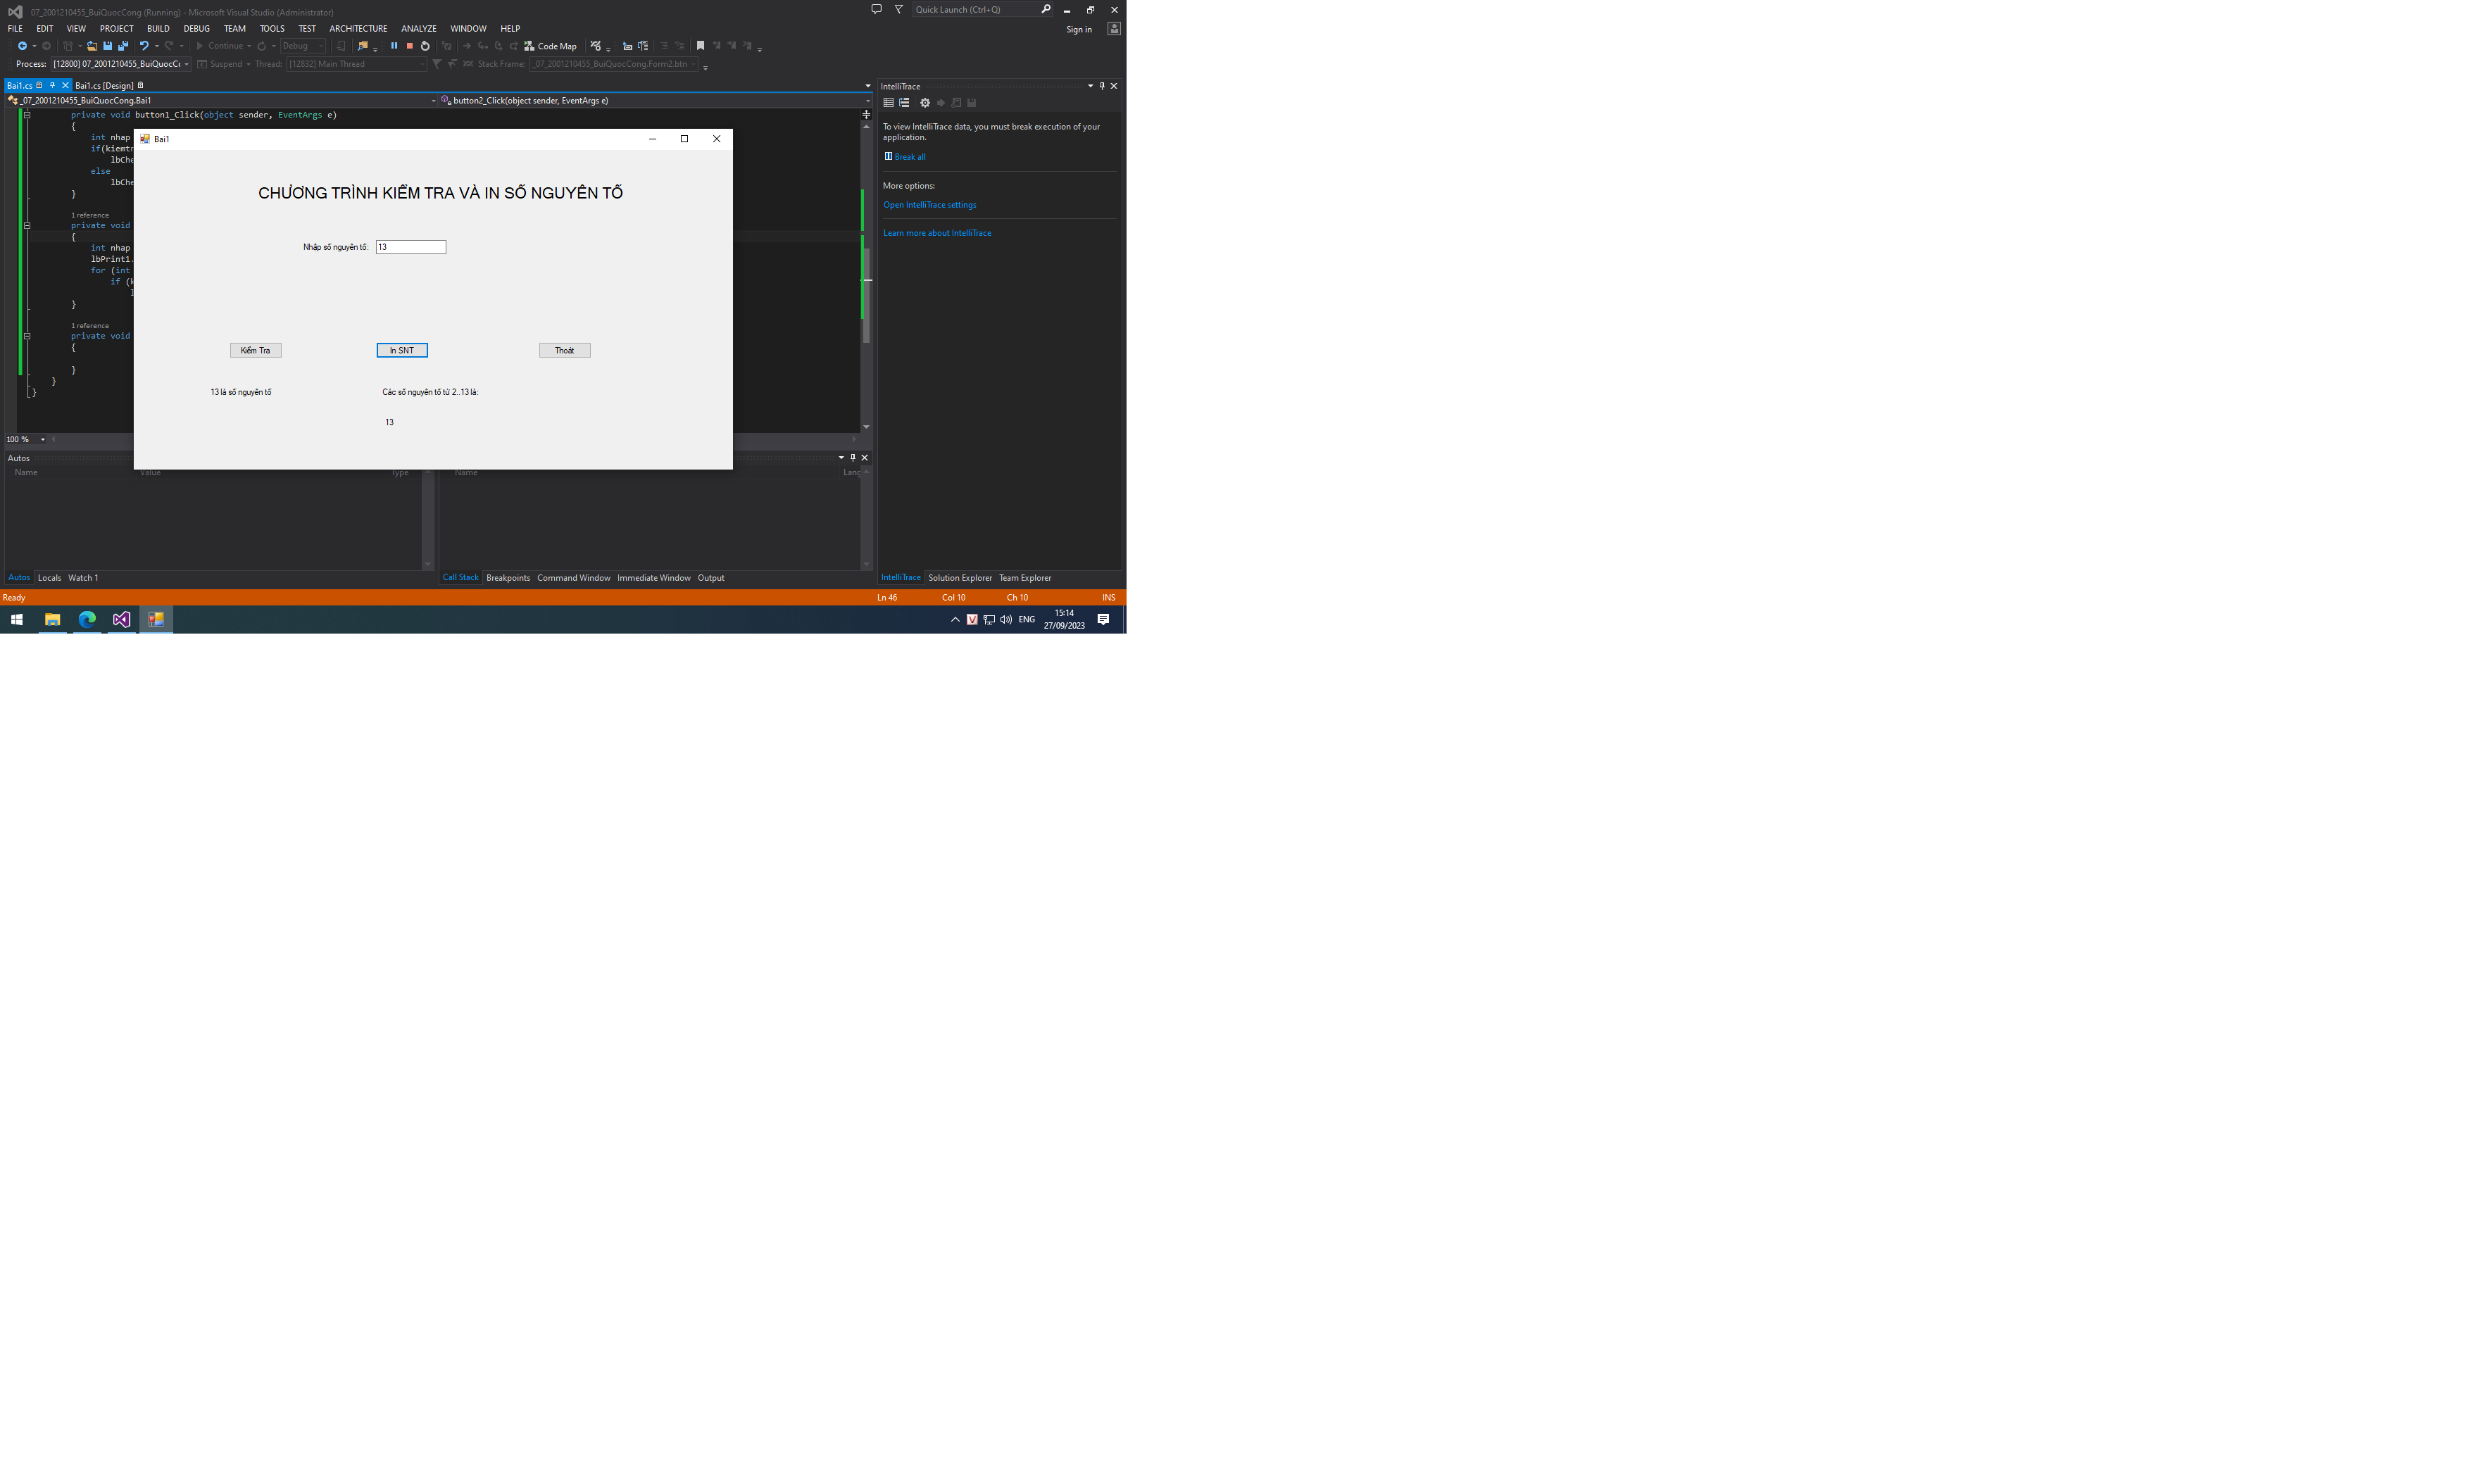 07_2001210455_BuiQuocCong (Running) - Microsoft Visual Studio (Administrator)
Quick Launch (Ctrl+Q)
FILE EDIT VIEW PROJECT BUILD DEBUG TEAM TOOLS TEST ARCHITECTURE ANALYZE WINDOW HELP
Sign in
Continue Debug Code Map
Process: [12800] 07_2001210455_BuiQuocCc Suspend Thread: [12832] Main Thread Stack Frame: _07_2001210455_BuiQuocCong.Form2.btn
Bai1.cs Bai1.cs [Design]
_07_2001210455_BuiQuocCong.Bai1
button2_Click(object sender, EventArgs e)
private void button1_Click(object sender, EventArgs e)
{
int nhap
if(kiemtr
lbChe
else
lbChe
}
1 reference
private void
{
int nhap
lbPrint1.
for (int
if (k
}
1 reference
private void
{
}
}
}
100 %
Bai1
CHƯƠNG TRÌNH KIỂM TRA VÀ IN SỐ NGUYÊN TỐ
Nhập số nguyên tố: 13
Kiểm Tra In SNT Thoát
13 là số nguyên tố
Các số nguyên tố từ 2..13 là:
13
IntelliTrace
To view IntelliTrace data, you must break execution of your
application.
Break all
More options:
Open IntelliTrace settings
Learn more about IntelliTrace
Autos
Name Value Type
Name Lang
Autos Locals Watch 1
Call Stack Breakpoints Command Window Immediate Window Output
IntelliTrace Solution Explorer Team Explorer
Ready
Ln 46 Col 10 Ch 10 INS
V ENG
15:14
27/09/2023